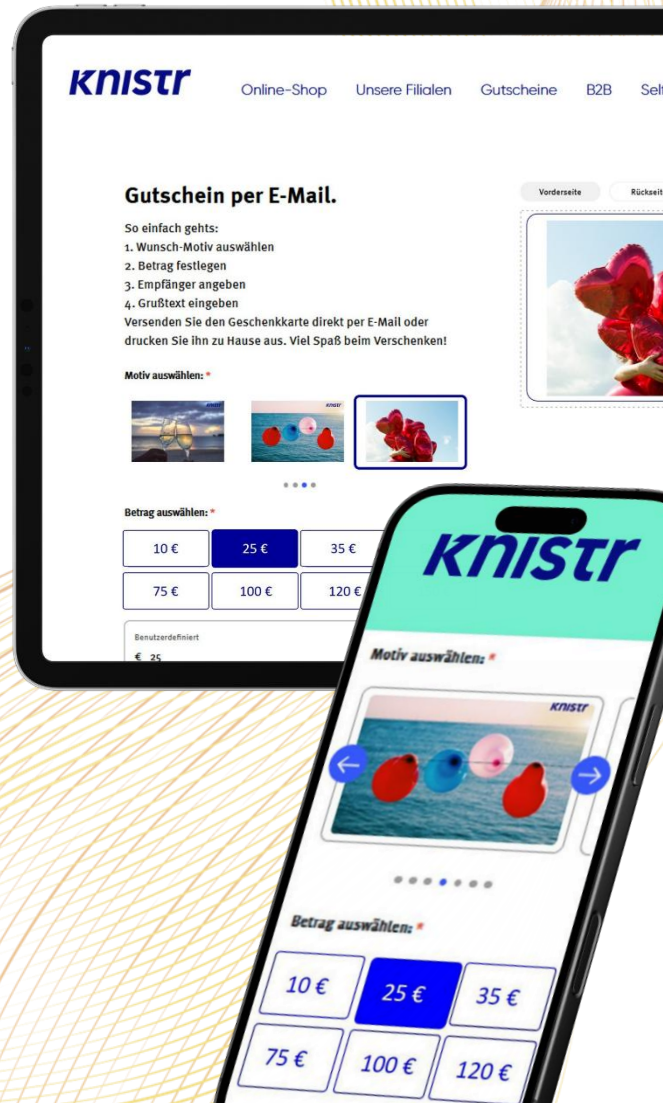 KNISTR
Online-Shop Unsere Filialen Gutscheine B2B
Gutschein per E-Mail.
So einfach gehts:
1. Wunsch-Motiv auswählen
2. Betrag festlegen
3. Empfänger angeben
4. Grußtext eingeben
Versenden Sie den Geschenkkarte direkt per E-Mail oder
drucken Sie ihn zu Hause aus. Viel Spaß beim Verschenken!
Vorderseite Rückseit
Motiv auswählen: *
KNISTR
KNISTR
Betrag auswählen: *
10 € 25 € 35 €
75 € 100 € 120 €
Benutzerdefiniert
€ 25
KNISTR
Motiv auswählen: *
KNISTR
Betrag auswählen: *
10 € 25 € 35 €
75 € 100 € 120 €